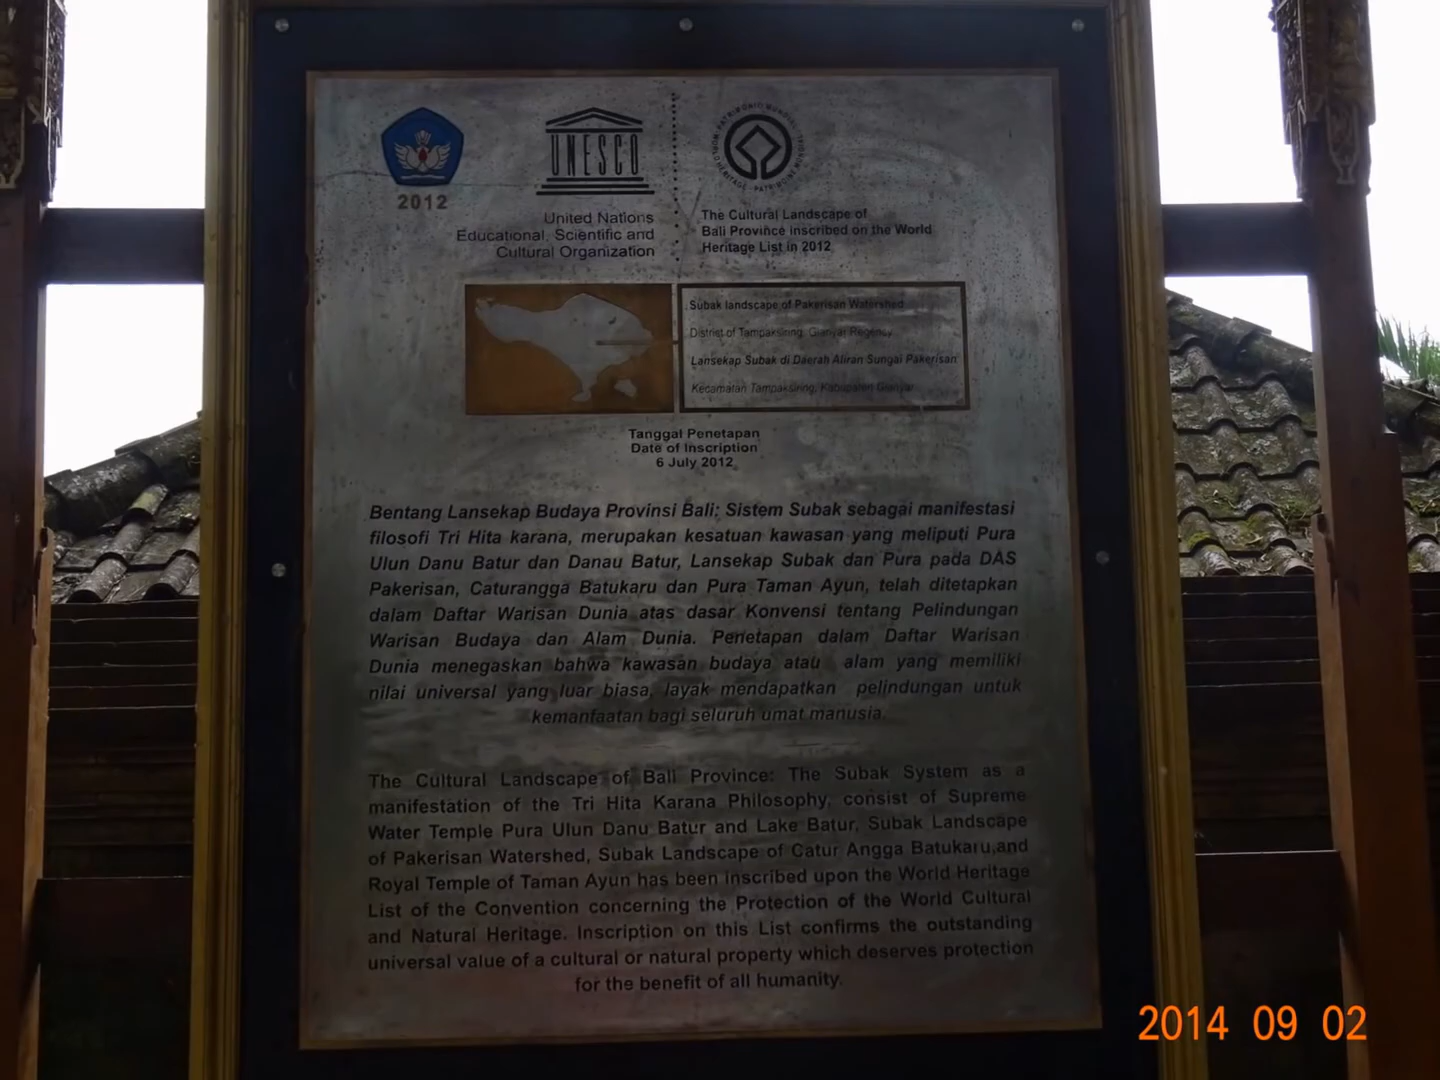 2012
UNESCO
United Nations
Educational, Scientific and
Cultural Organization
WORLD HERITAGE · PATRIMOINE MONDIAL · PATRIMONIO MUNDIAL
The Cultural Landscape of
Bali Province inscribed on the World
Heritage List in 2012
Subak landscape of Pakerisan Watershed
District of Tampaksiring, Gianyar Regency
Lansekap Subak di Daerah Aliran Sungai Pakerisan
Kecamatan Tampaksiring, Kabupaten Gianyar
Tanggal Penetapan
Date of Inscription
6 July 2012
Bentang Lansekap Budaya Provinsi Bali; Sistem Subak sebagai manifestasi
filosofi Tri Hita karana, merupakan kesatuan kawasan yang meliputi Pura
Ulun Danu Batur dan Danau Batur, Lansekap Subak dan Pura pada DAS
Pakerisan, Caturangga Batukaru dan Pura Taman Ayun, telah ditetapkan
dalam Daftar Warisan Dunia atas dasar Konvensi tentang Pelindungan
Warisan Budaya dan Alam Dunia. Penetapan dalam Daftar Warisan
Dunia menegaskan bahwa kawasan budaya atau alam yang memiliki
nilai universal yang luar biasa, layak mendapatkan pelindungan untuk
kemanfaatan bagi seluruh umat manusia.
The Cultural Landscape of Bali Province: The Subak System as a
manifestation of the Tri Hita Karana Philosophy, consist of Supreme
Water Temple Pura Ulun Danu Batur and Lake Batur, Subak Landscape
of Pakerisan Watershed, Subak Landscape of Catur Angga Batukaru,and
Royal Temple of Taman Ayun has been inscribed upon the World Heritage
List of the Convention concerning the Protection of the World Cultural
and Natural Heritage. Inscription on this List confirms the outstanding
universal value of a cultural or natural property which deserves protection
for the benefit of all humanity.
2014 09 02